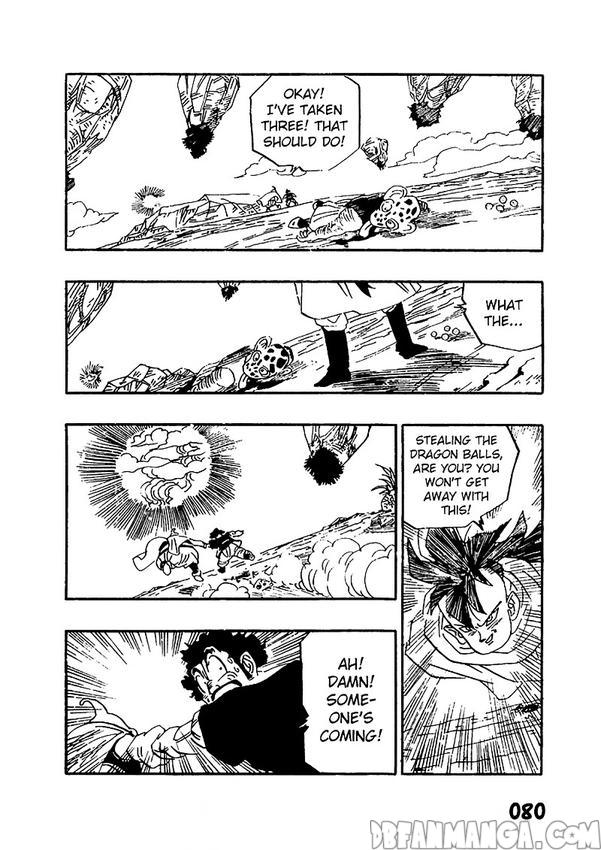 OKAY!
I'VE TAKEN
THREE! THAT
SHOULD DO!
WHAT
THE...
STEALING THE
DRAGON BALLS,
ARE YOU? YOU
WON'T GET
AWAY WITH
THIS!
AH!
DAMN!
SOME-
ONE'S
COMING!
080
DBFANMANGA.COM